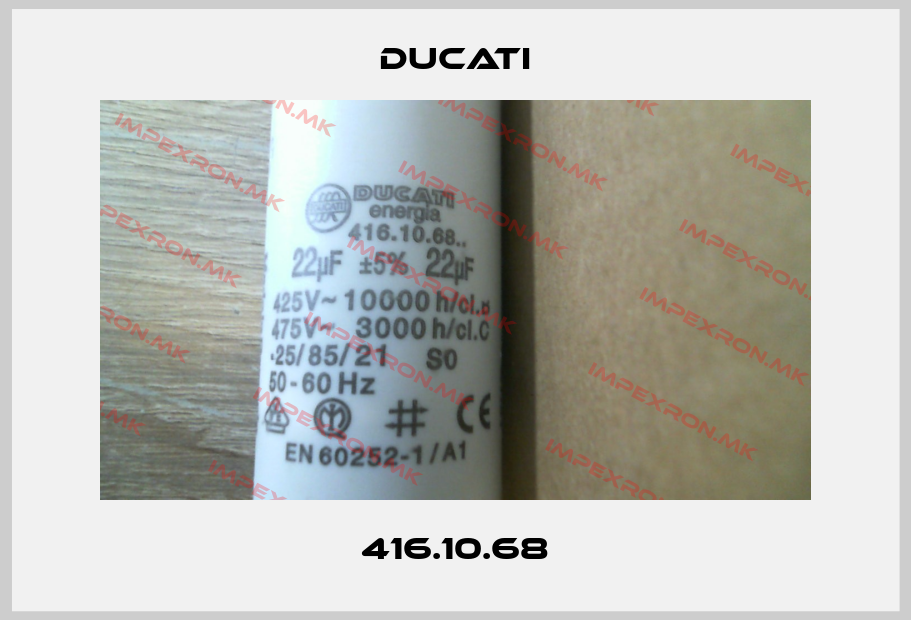 DUCATI
DUCATI
energia
416.10.68..
22µF ±5% 22µF
425V~ 10000 h/cl.B
475V~ 3000 h/cl.C
-25/85/21 S0
50-60 Hz
CE
EN 60252-1/A1
IMPEXRON.MK
416.10.68